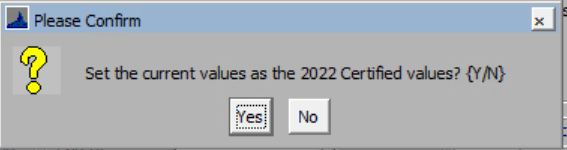 Please Confirm
Set the current values as the 2022 Certified values? {Y/N}
Yes
No